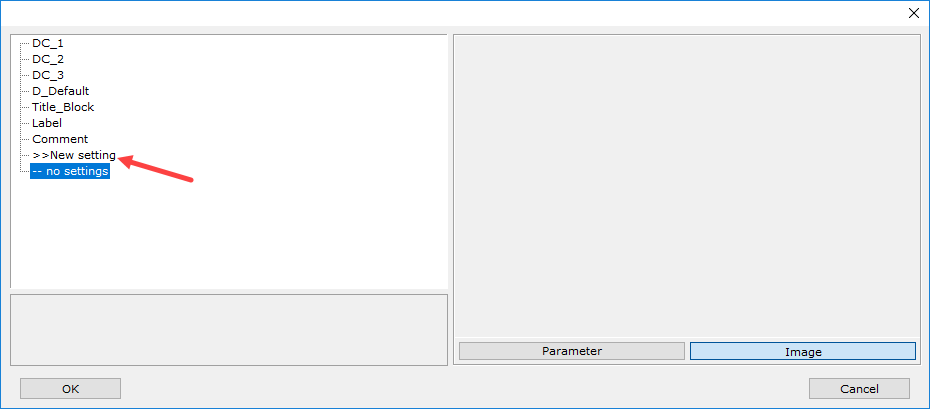 DC_1
DC_2
DC_3
D_Default
Title_Block
Label
Comment
>>New setting
-- no settings
Parameter
Image
OK
Cancel